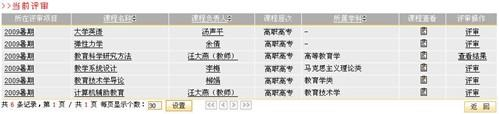 >>当前评审
所在评审项目 课程名称 课程负责人 课程层次 所属学科 课程查看 评审操作
2009暑期 大学英语 汤声平 高职高专 - 评审
2009暑期 弹性力学 余倩 高职高专 - 评审
2009暑期 教育科学研究方法 汪大燕（教师） 高职高专 高等教育学 查看结果
2009暑期 教学系统设计 李梅 高职高专 马克思主义理论类 评审
2009暑期 教育技术学导论 柳娟 高职高专 教育学类 评审
2009暑期 计算机辅助教育 汪大燕（教师） 高职高专 教育技术学 评审
共 6 条记录，第 1 页 / 共 1 页 每页显示个数： 30 设置 返 回